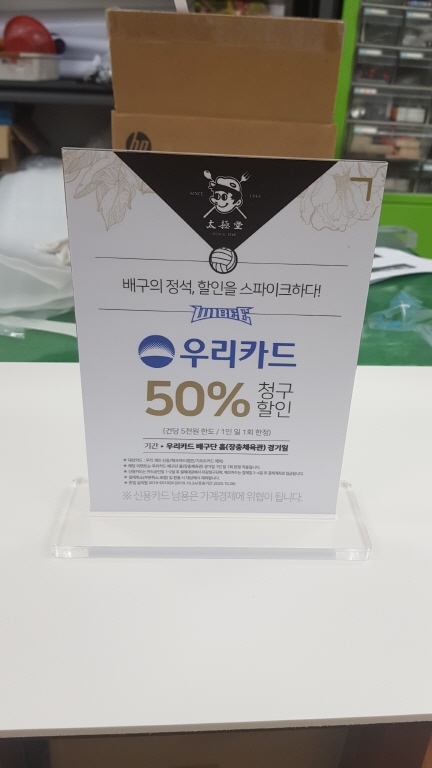 hp
SINCE
1946
太極堂
배구의 정석, 할인을 스파이크하다!
WIBEE
우리카드
50% 청구
할인
(건당 5천원 한도 / 1인 일 1회 한정)
기간 • 우리카드 배구단 홈(장충체육관) 경기일
※ 신용카드 남용은 가계경제에 위협이 됩니다.